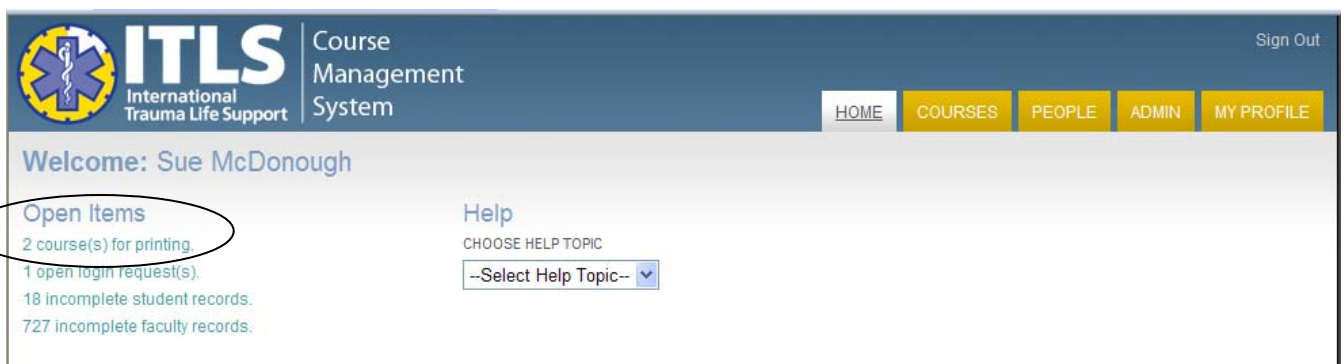 ITLS
International
Trauma Life Support
Course
Management
System
Sign Out
HOME
COURSES
PEOPLE
ADMIN
MY PROFILE
Welcome: Sue McDonough
Open Items
2 course(s) for printing.
1 open login request(s).
18 incomplete student records.
727 incomplete faculty records.
Help
CHOOSE HELP TOPIC
--Select Help Topic--